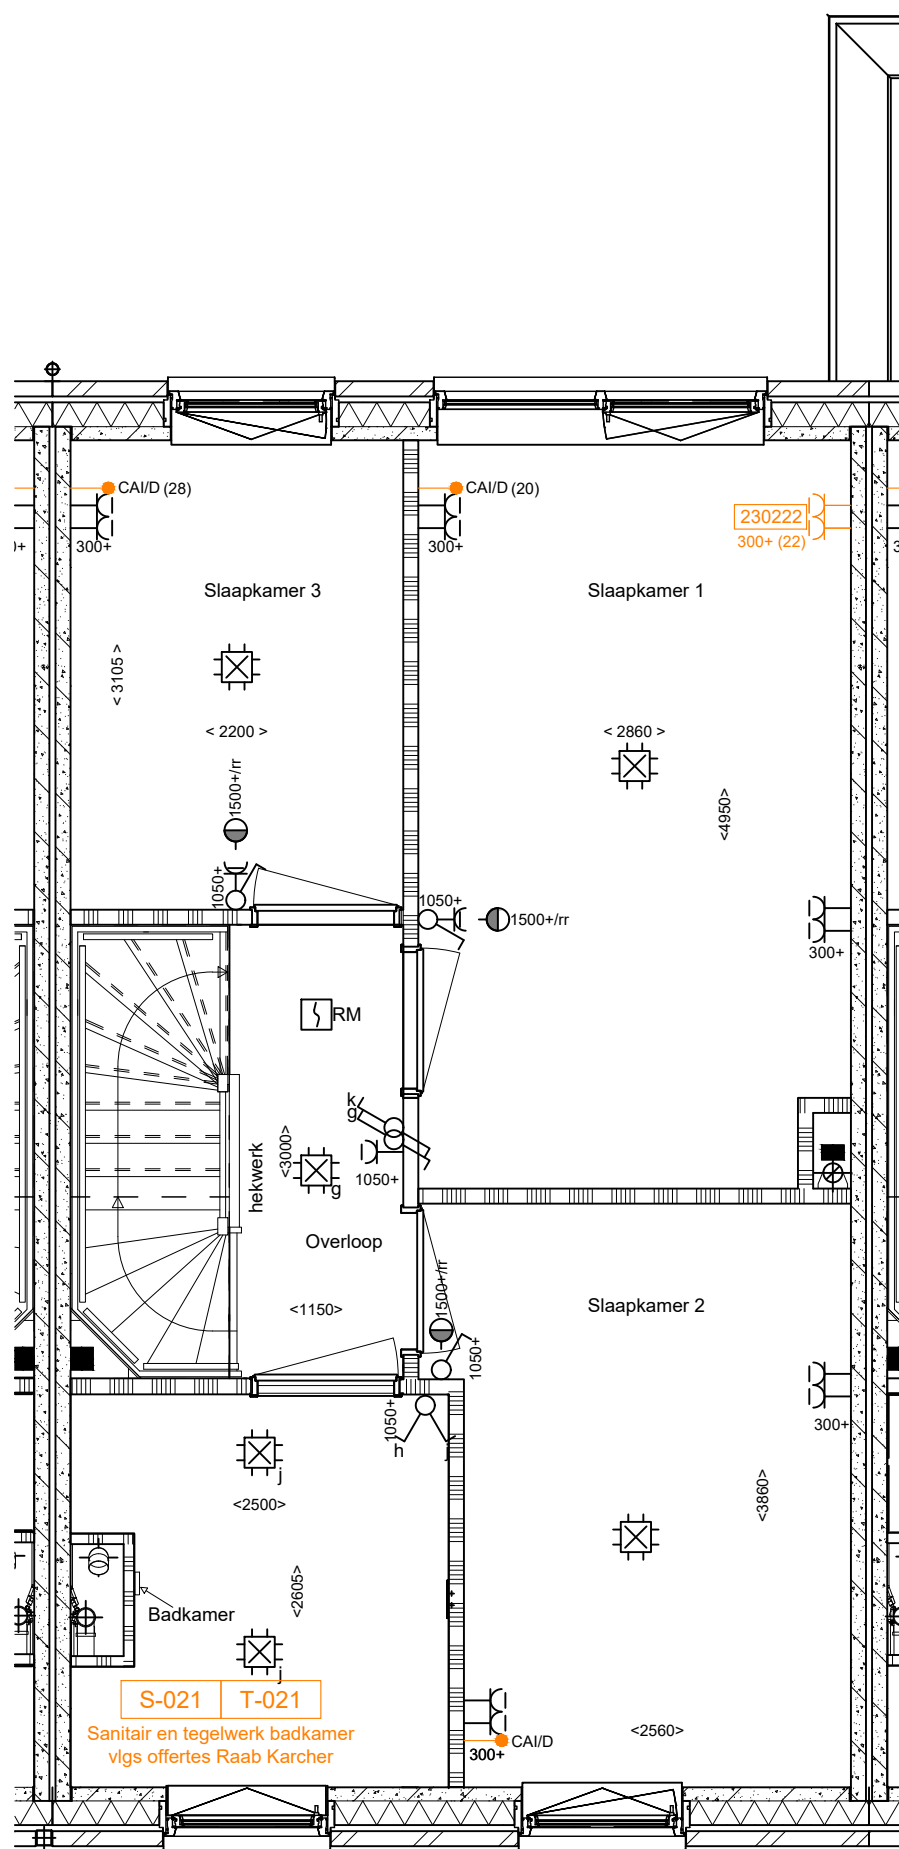 CAI/D (28)
300+
CAI/D (20)
300+
230222
300+ (22)
Slaapkamer 3
Slaapkamer 1
< 3105 >
< 2200 >
< 2860 >
<4950>
1500+/rr
1050+
1050+
1500+/rr
300+
RM
k
g
1050+
<3000>
hekwerk
g
Overloop
<1150>
1500+/rr
1050+
Slaapkamer 2
300+
1050+
h
j
j
<2500>
<3860>
<2605>
Badkamer
j
S-021 T-021
Sanitair en tegelwerk badkamer
vlgs offertes Raab Karcher
CAI/D
300+
<2560>